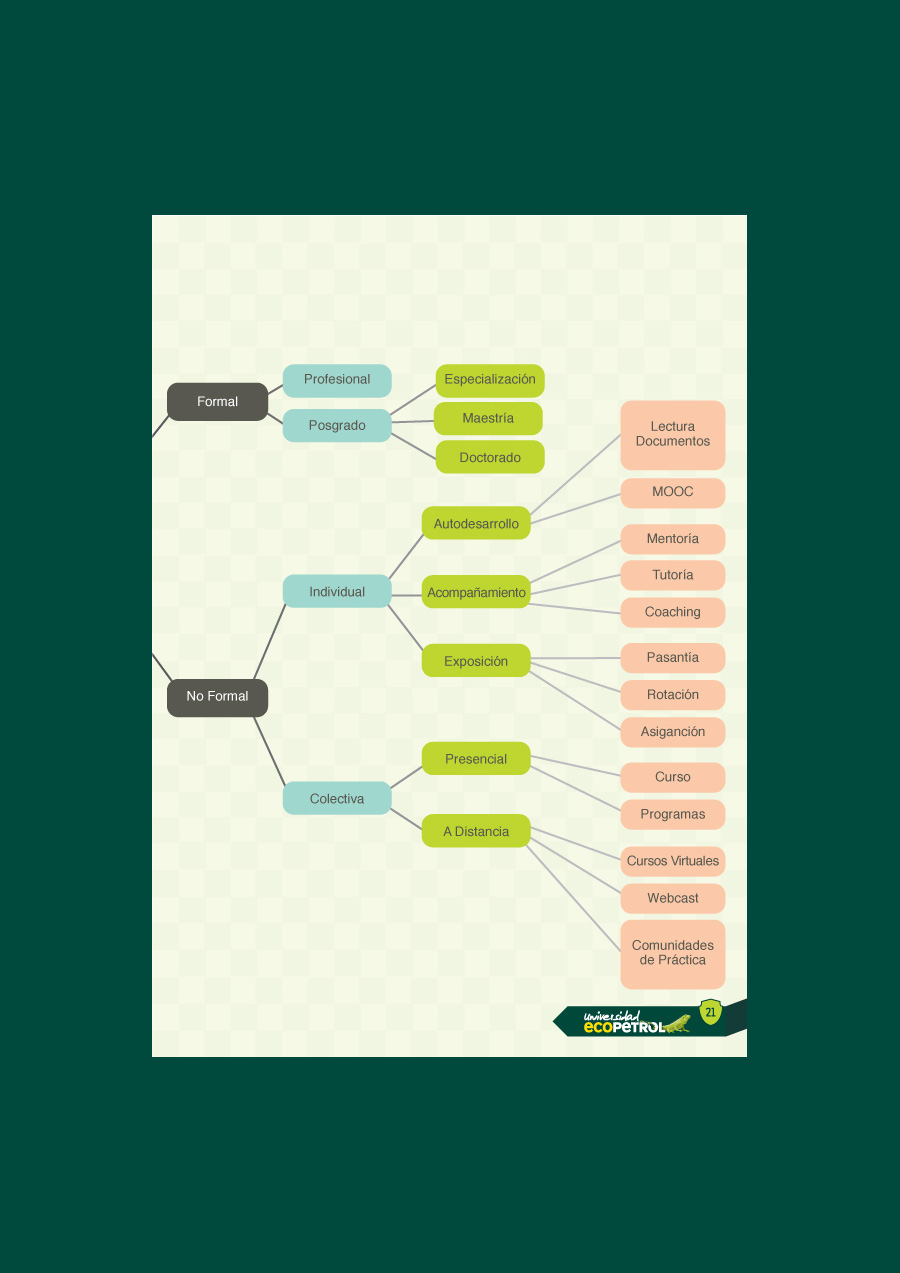 Formal
Profesional
Posgrado
Especialización
Maestría
Doctorado
No Formal
Individual
Autodesarrollo
Lectura
Documentos
MOOC
Acompañamiento
Mentoría
Tutoría
Coaching
Exposición
Pasantía
Rotación
Asiganción
Colectiva
Presencial
Curso
Programas
A Distancia
Cursos Virtuales
Webcast
Comunidades
de Práctica
universidad
ecopetrol
21